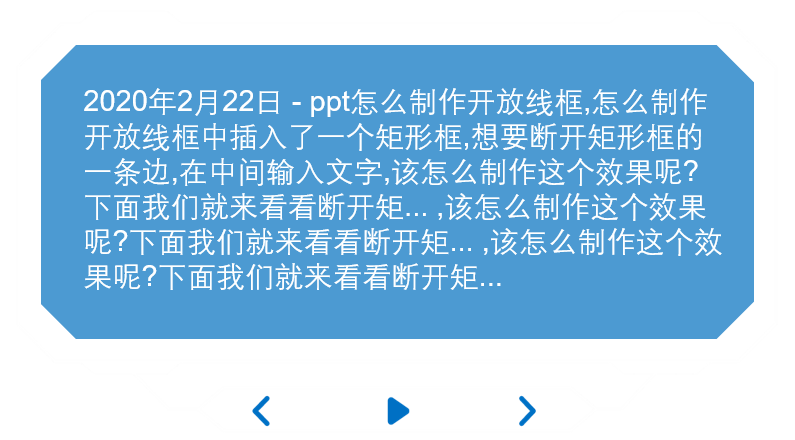 2020年2月22日 - ppt怎么制作开放线框,怎么制作
开放线框中插入了一个矩形框,想要断开矩形框的
一条边,在中间输入文字,该怎么制作这个效果呢?
下面我们就来看看断开矩... ,该怎么制作这个效果
呢?下面我们就来看看断开矩... ,该怎么制作这个效
果呢?下面我们就来看看断开矩...